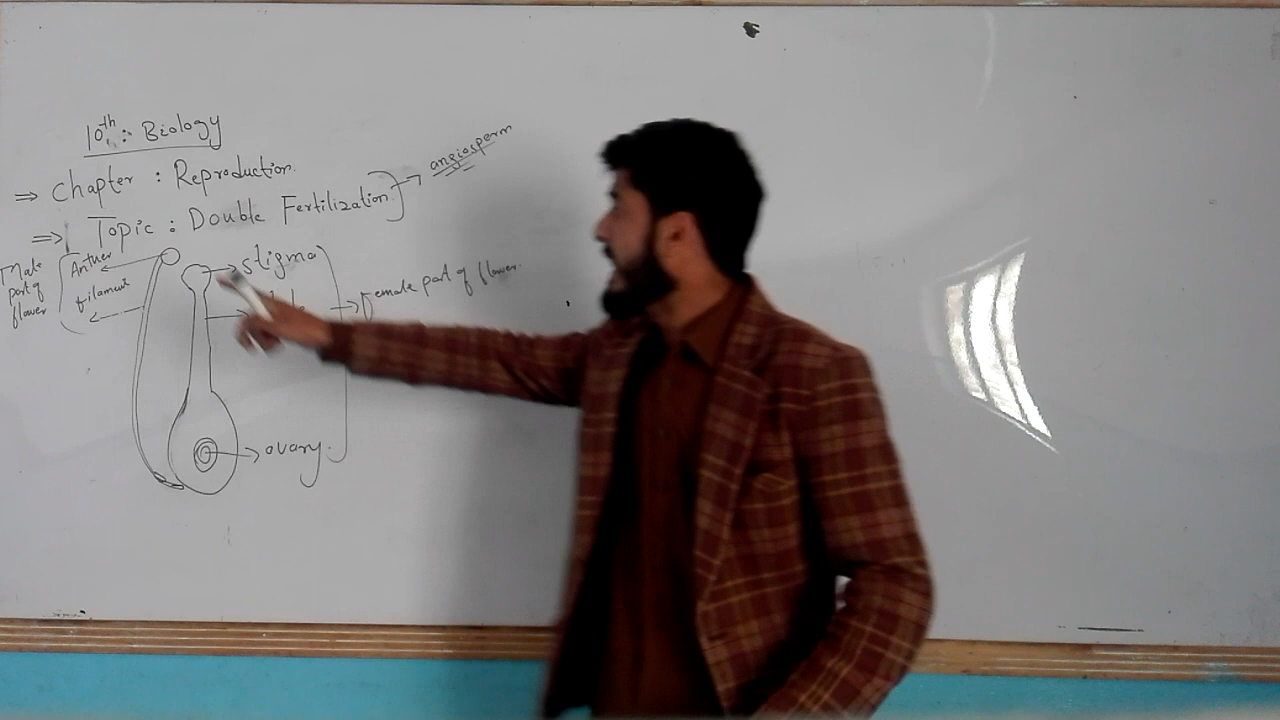 10th : Biology
⇒ Chapter : Reproduction.
⇒ Topic : Double Fertilization
angiosperm
Male part of flower
Anther
filament
stigma
Female part of flower
ovary